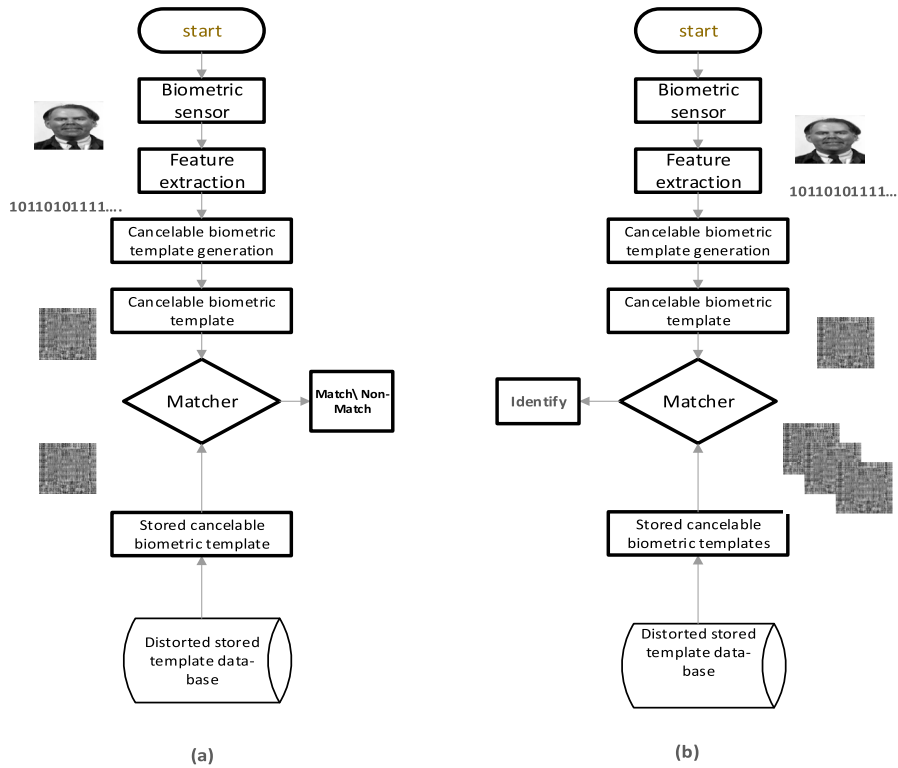 start
Biometric
sensor
Feature
extraction
10110101111....
Cancelable biometric
template generation
Cancelable biometric
template
Matcher
Match\ Non-
Match
Stored cancelable
biometric template
Distorted stored
template data-
base
(a)
start
Biometric
sensor
Feature
extraction
10110101111...
Cancelable biometric
template generation
Cancelable biometric
template
Matcher
Identify
Stored cancelable
biometric templates
Distorted stored
template data-
base
(b)